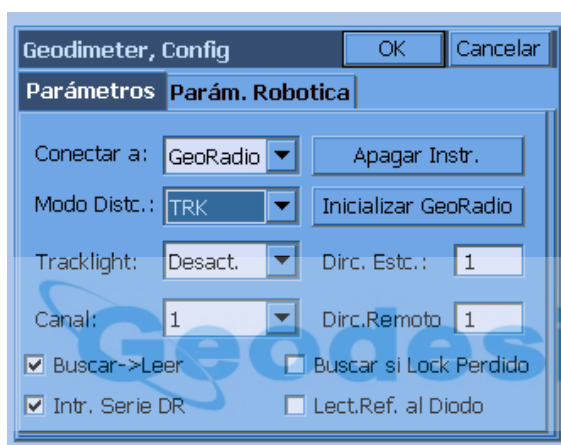 Geodimeter, Config OK Cancelar
Parámetros Parám. Robotica
Conectar a: GeoRadio Apagar Instr.
Modo Distc.: TRK Inicializar GeoRadio
Tracklight: Desact. Dirc. Estc.: 1
Canal: 1 Dirc.Remoto 1
Buscar->Leer Buscar si Lock Perdido
Intr. Serie DR Lect.Ref. al Diodo
Geodesi